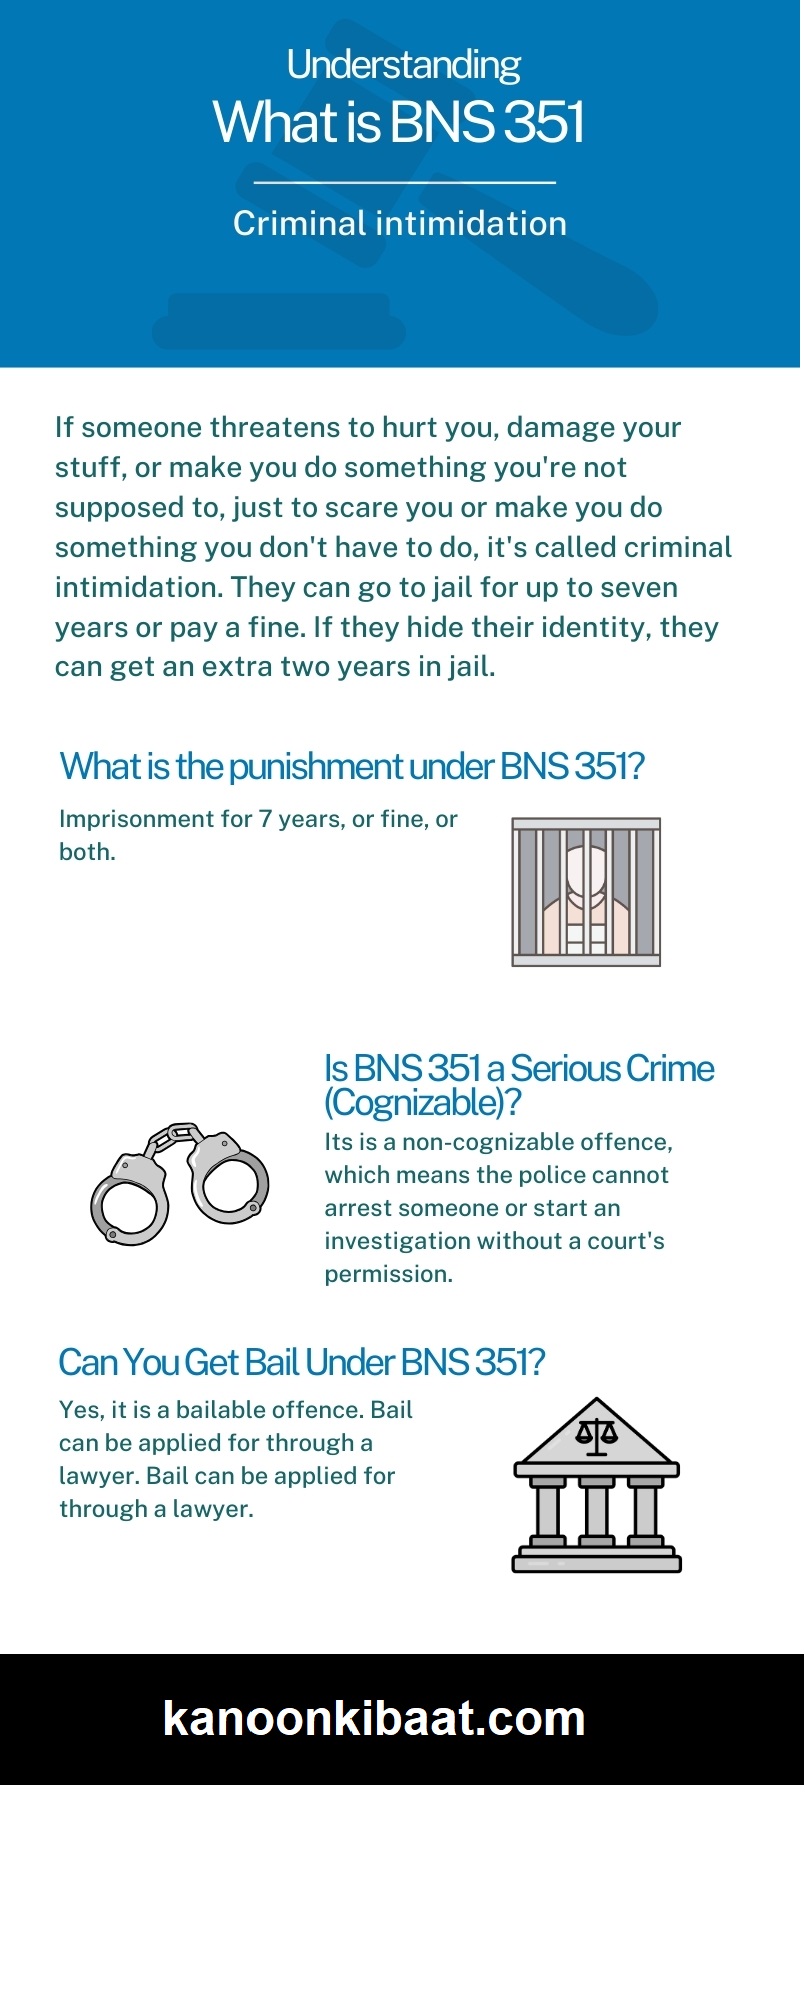 Understanding
What is BNS 351
Criminal intimidation
If someone threatens to hurt you, damage your
stuff, or make you do something you're not
supposed to, just to scare you or make you do
something you don't have to do, it's called criminal
intimidation. They can go to jail for up to seven
years or pay a fine. If they hide their identity, they
can get an extra two years in jail.
What is the punishment under BNS 351?
Imprisonment for 7 years, or fine, or
both.
Is BNS 351 a Serious Crime
(Cognizable)?
Its is a non-cognizable offence,
which means the police cannot
arrest someone or start an
investigation without a court's
permission.
Can You Get Bail Under BNS 351?
Yes, it is a bailable offence. Bail
can be applied for through a
lawyer. Bail can be applied for
through a lawyer.
kanoonkibaat.com